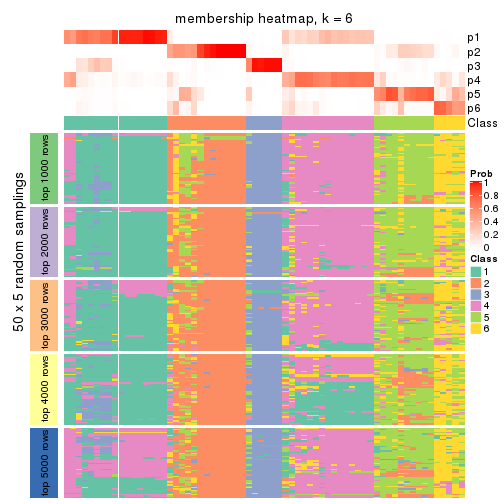 membership heatmap, k = 6
p1
p2
p3
p4
p5
p6
Class
50 x 5 random samplings
top 1000 rows
top 2000 rows
top 3000 rows
top 4000 rows
top 5000 rows
Prob
1
0.8
0.6
0.4
0.2
0
Class
1
2
3
4
5
6